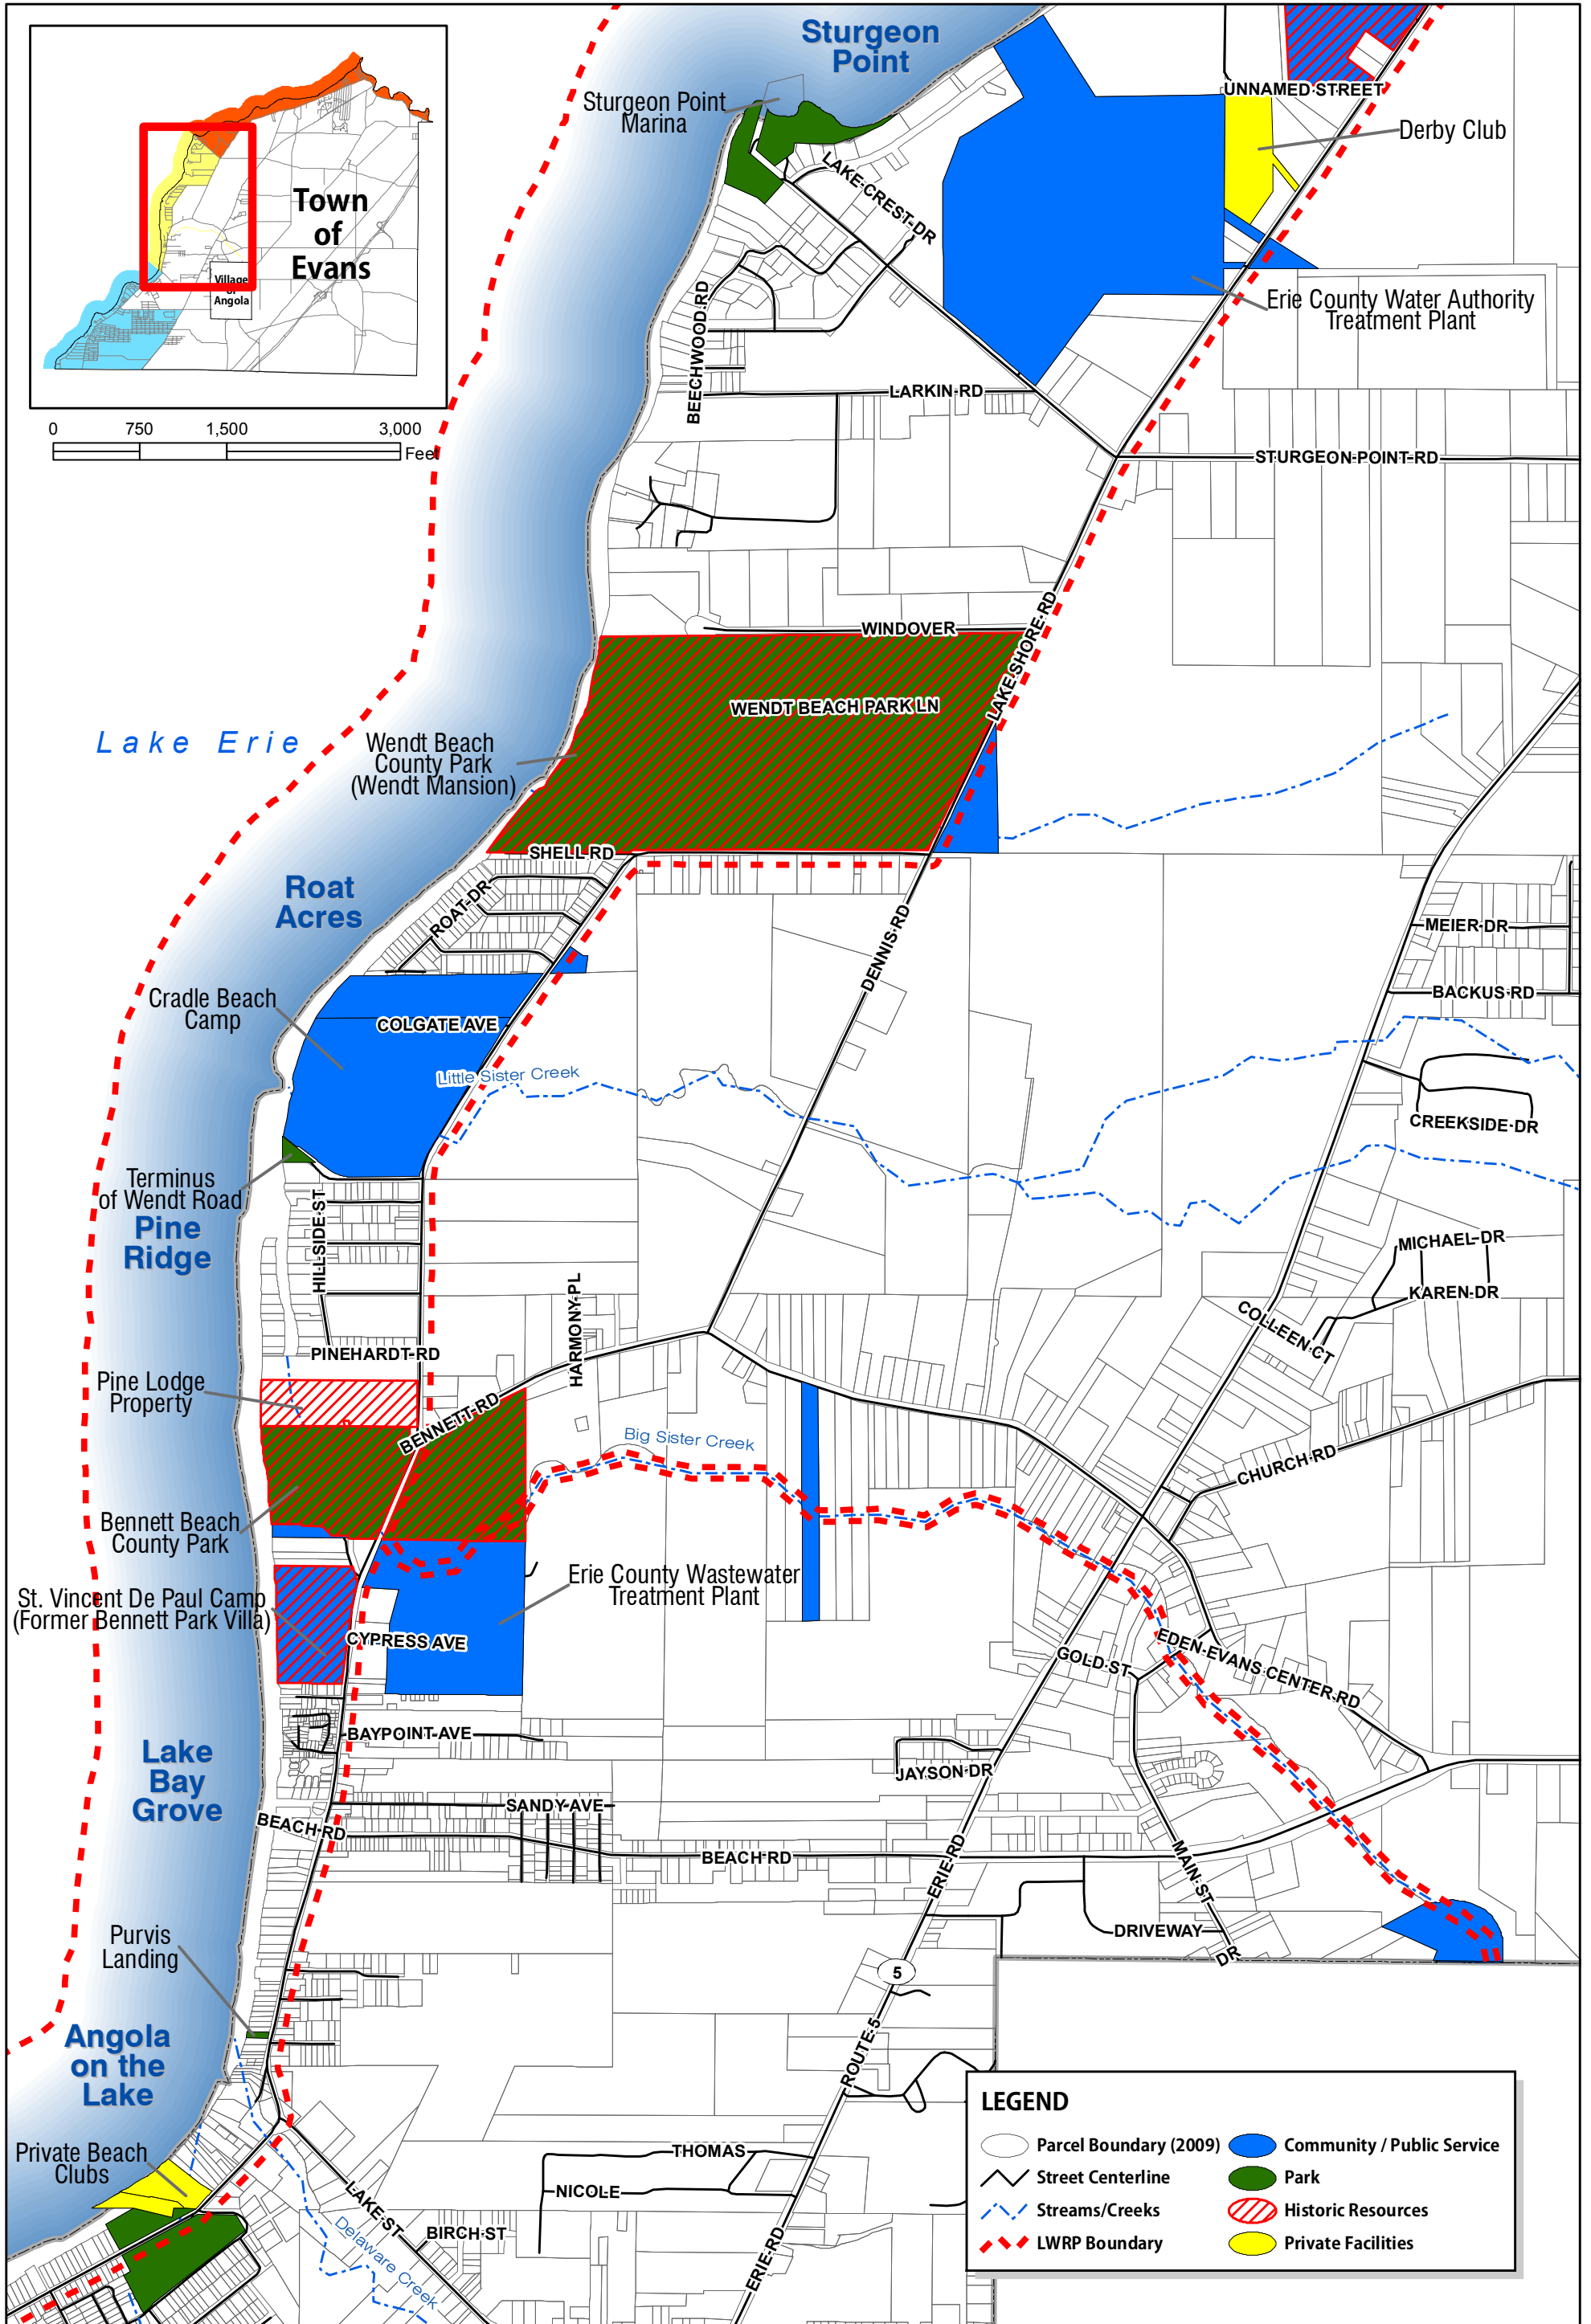 Town
of
Evans
Village
of
Angola
0 750 1,500 3,000
Feet
Sturgeon
Point
Sturgeon Point
Marina
UNNAMED STREET
Derby Club
LAKE CREST DR
BEECHWOOD RD
Erie County Water Authority
Treatment Plant
LARKIN RD
STURGEON POINT RD
WINDOVER
LAKE SHORE RD
WENDT BEACH PARK LN
Lake Erie
Wendt Beach
County Park
(Wendt Mansion)
SHELL RD
Roat
Acres
ROAT DR
DENNIS RD
MEIER DR
BACKUS RD
Cradle Beach
Camp
COLGATE AVE
Little Sister Creek
CREEKSIDE DR
Terminus
of Wendt Road
Pine
Ridge
HILLSIDE ST
MICHAEL DR
KAREN DR
COLLEEN CT
HARMONY PL
PINEHARDT RD
Pine Lodge
Property
BENNETT RD
Big Sister Creek
CHURCH RD
Bennett Beach
County Park
Erie County Wastewater
Treatment Plant
St. Vincent De Paul Camp
(Former Bennett Park Villa)
CYPRESS AVE
GOLD ST
EDEN EVANS CENTER RD
Lake
Bay
Grove
BAYPOINT AVE
JAYSON DR
SANDY AVE
BEACH RD
BEACH RD
ERIE RD
MAIN ST
DRIVEWAY
DR
Purvis
Landing
5
Angola
on the
Lake
ROUTE 5
Private Beach
Clubs
THOMAS
NICOLE
LAKE ST
BIRCH ST
Delaware Creek
ERIE RD
LEGEND
Parcel Boundary (2009)
Street Centerline
Streams/Creeks
LWRP Boundary
Community / Public Service
Park
Historic Resources
Private Facilities